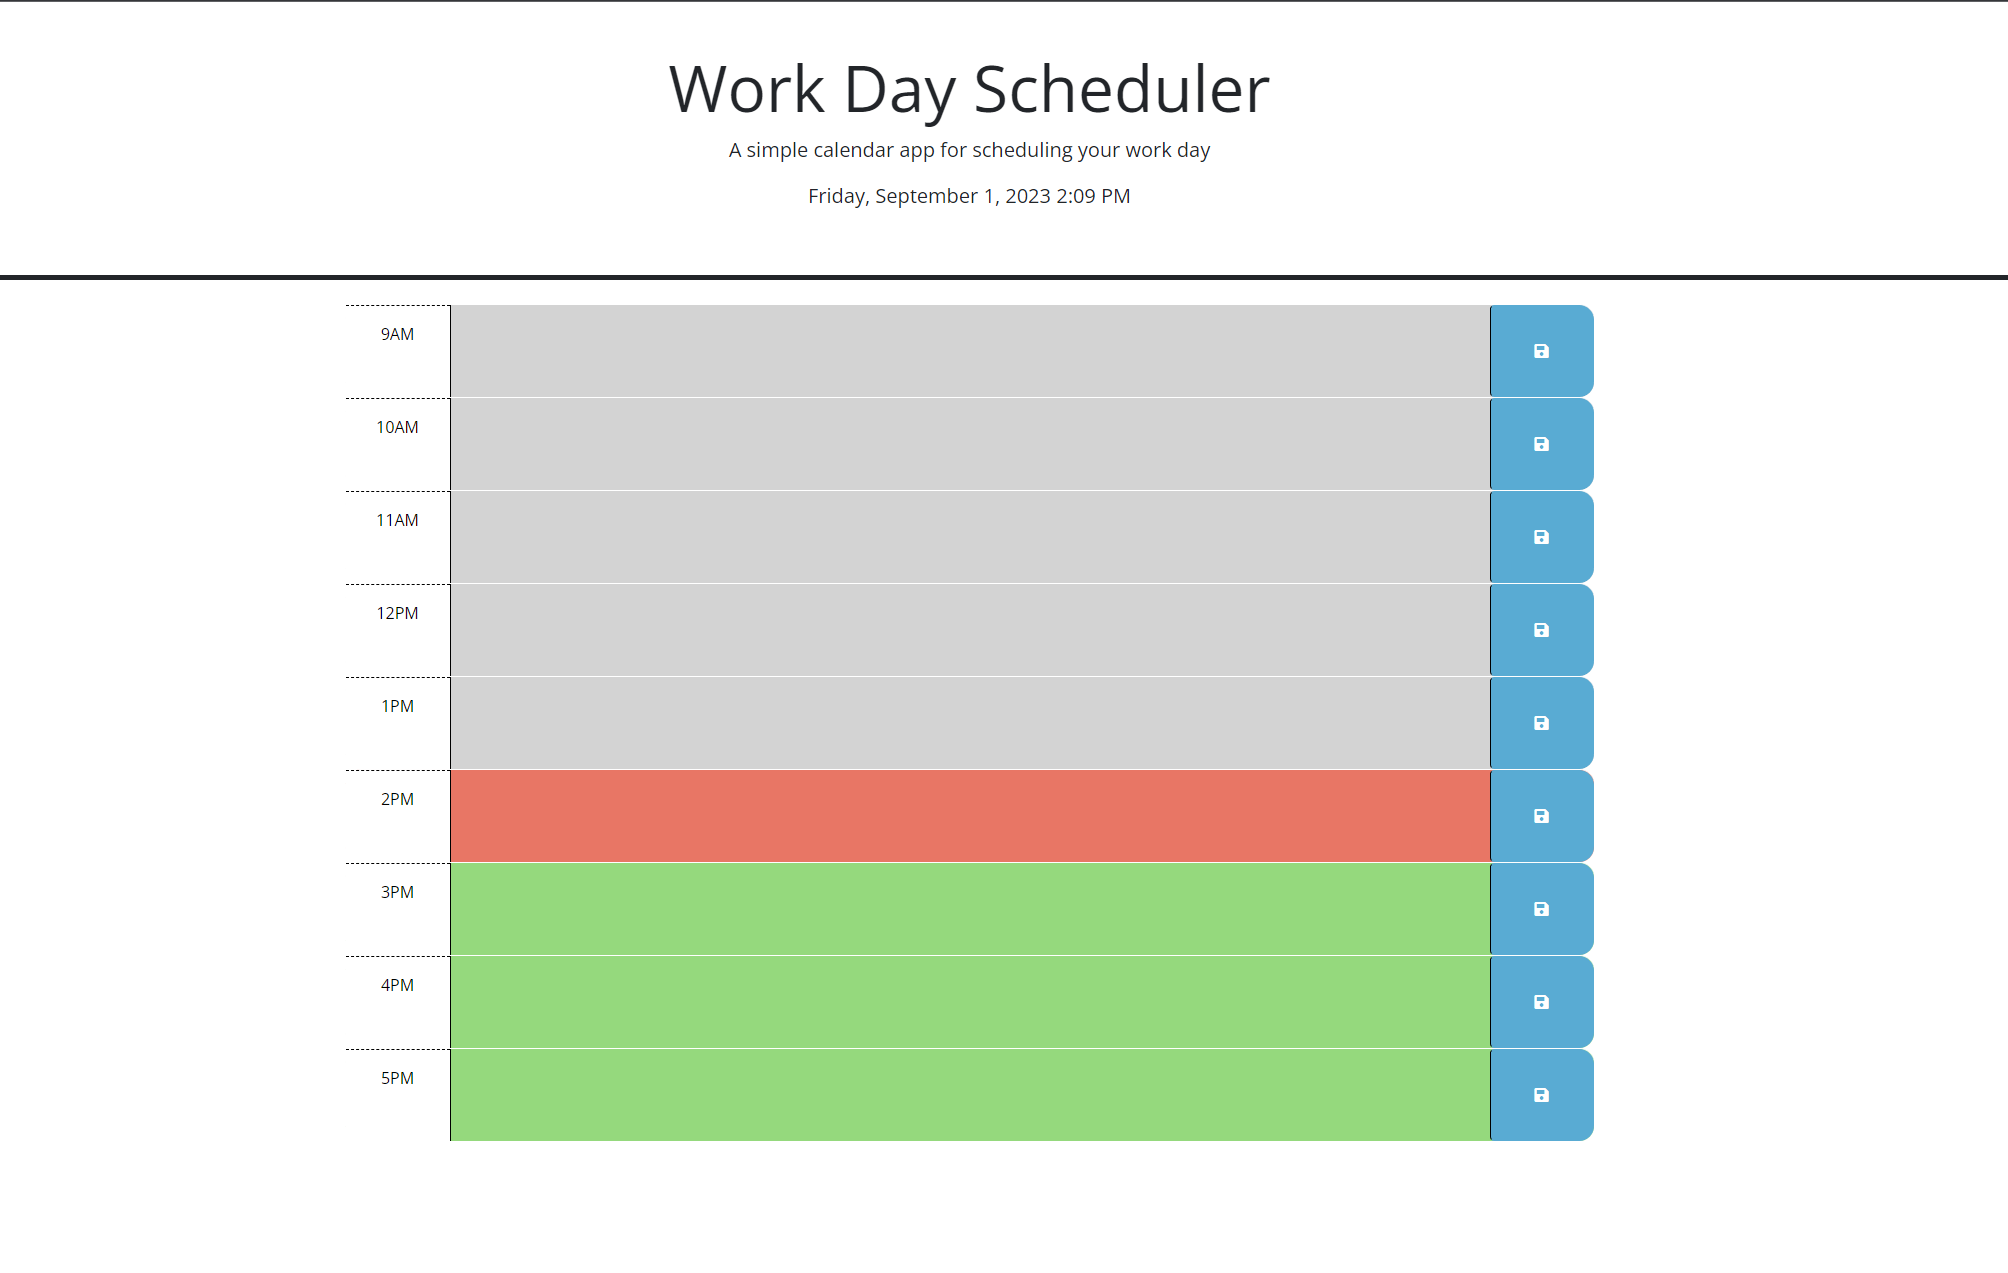 Work Day Scheduler
A simple calendar app for scheduling your work day
Friday, September 1, 2023 2:09 PM
9AM
10AM
11AM
12PM
1PM
2PM
3PM
4PM
5PM